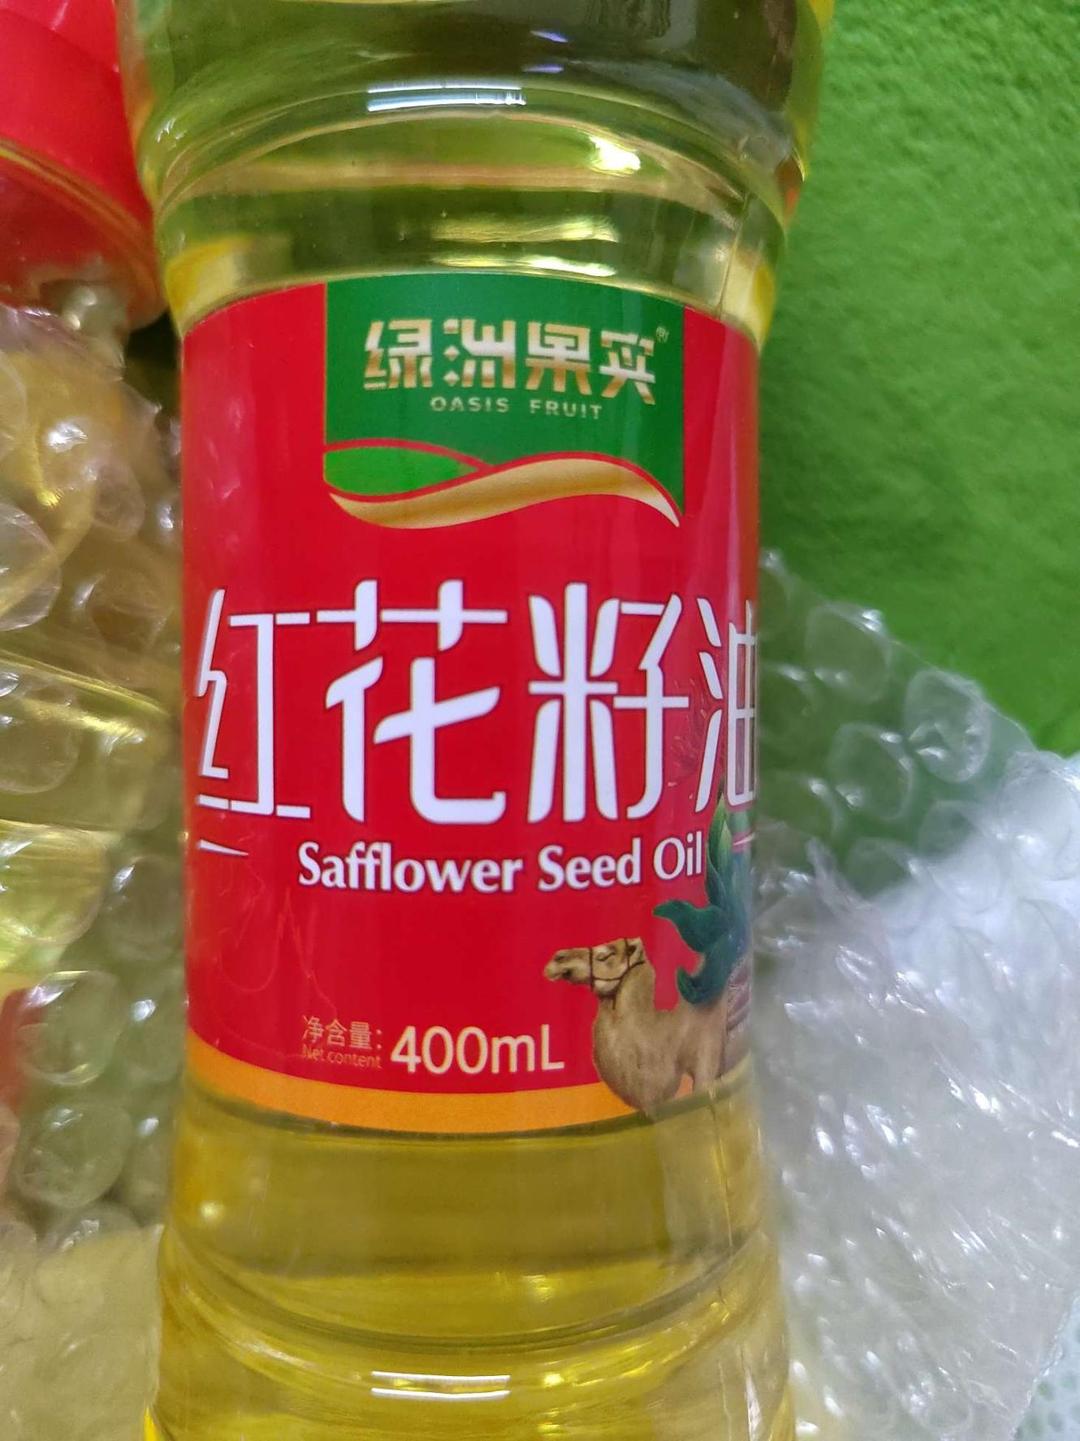 绿洲果实
OASIS FRUIT
红花籽油
Safflower Seed Oil
净含量: 400mL
Net content